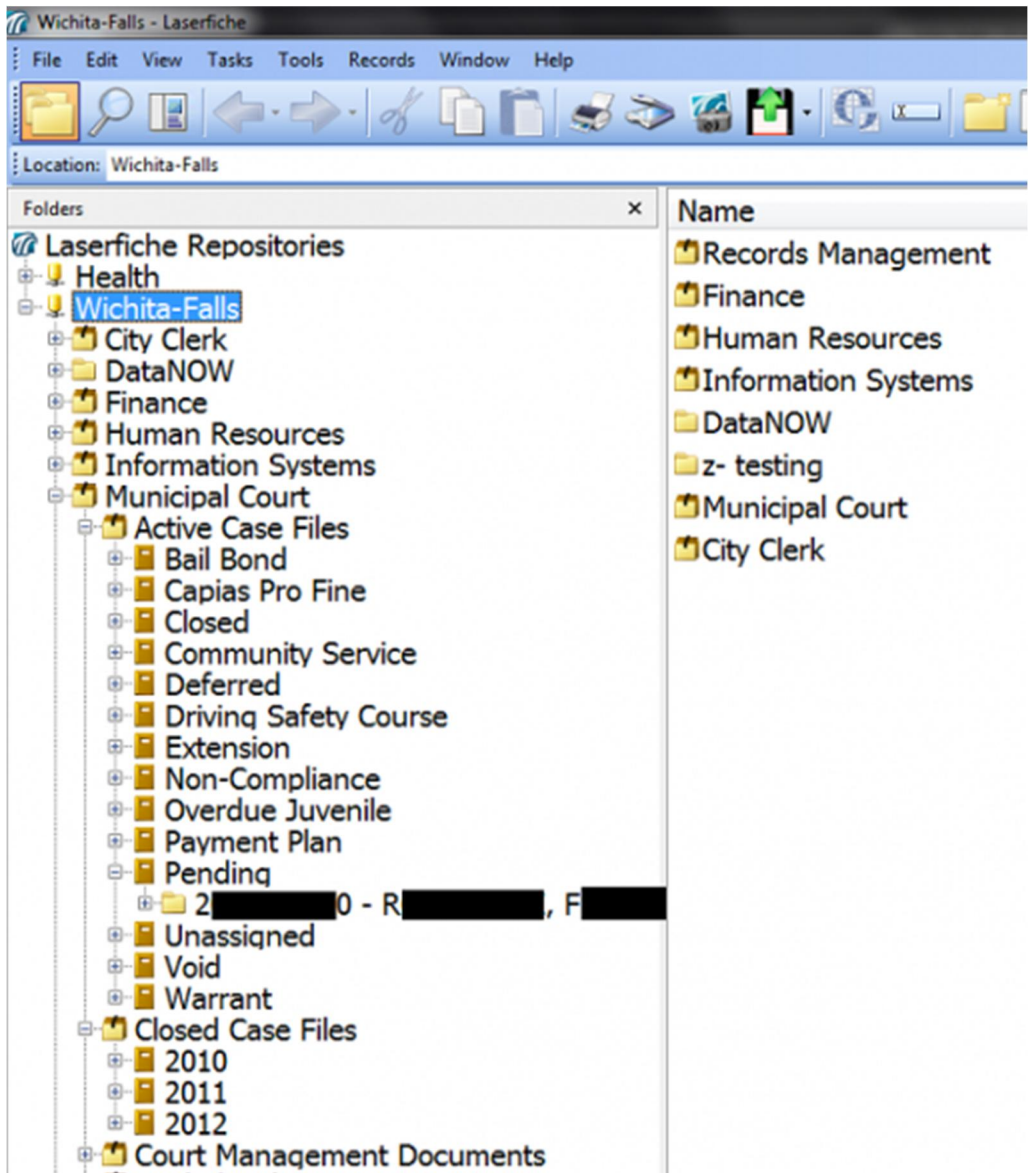 Wichita-Falls - Laserfiche
File Edit View Tasks Tools Records Window Help
Location: Wichita-Falls
Folders
Laserfiche Repositories
Health
Wichita-Falls
City Clerk
DataNOW
Finance
Human Resources
Information Systems
Municipal Court
Active Case Files
Bail Bond
Capias Pro Fine
Closed
Community Service
Deferred
Driving Safety Course
Extension
Non-Compliance
Overdue Juvenile
Payment Plan
Pending
2 0 - R , F
Unassigned
Void
Warrant
Closed Case Files
2010
2011
2012
Court Management Documents
Name
Records Management
Finance
Human Resources
Information Systems
DataNOW
z- testing
Municipal Court
City Clerk